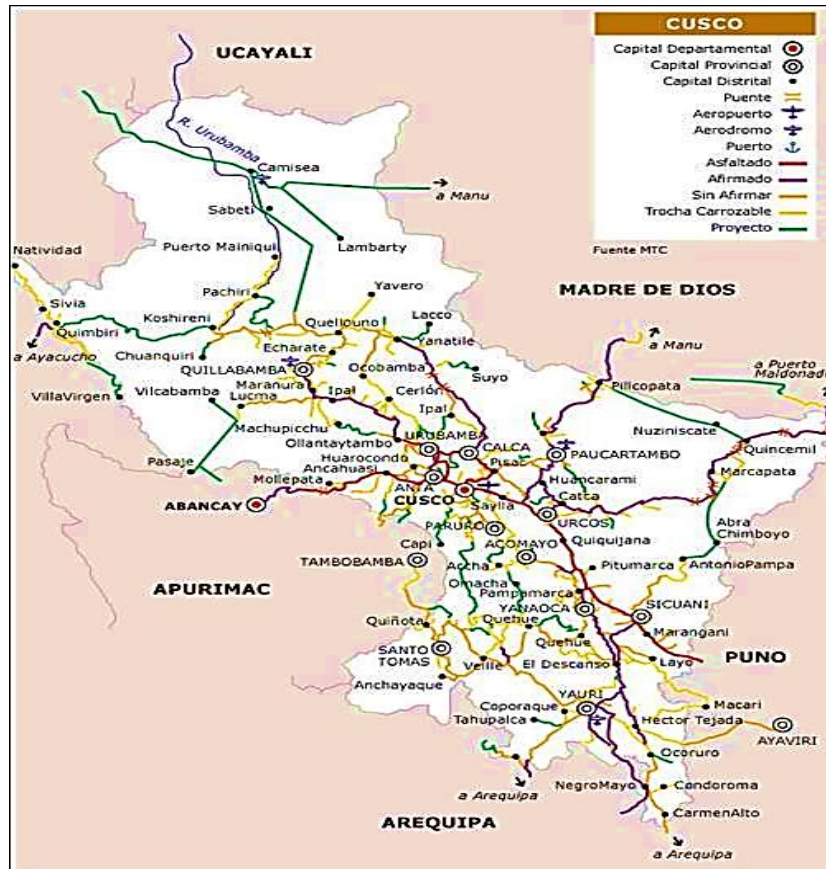 CUSCO
Capital Departamental
Capital Provincial
Capital Distrital
Puente
Aeropuerto
Aerodromo
Puerto
Asfaltado
Afirmado
Sin Afirmar
Trocha Carrozable
Proyecto
Fuente MTC
UCAYALI
R. Urubamba
Camisea
a Manu
Sabeti
Lambarty
Puerto Mainiqui
Natividad
MADRE DE DIOS
Pachiri
Yavero
Sivia
Koshireni
Lacco
Quimbiri
Quellouno
Yanatile
a Manu
a Ayacucho
Chuanquiri
Echarate
a Puerto
Maldonado
QUILLABAMBA
Ocobamba
Suyo
Pilcopata
VillaVirgen
Vilcabamba
Maranura
Lucma
Ipal
Cerlón
Ipal
Machupicchu
Nuziniscate
Ollantaytambo
URUBAMBA
CALCA
Quincemil
Huarocondo
Pisac
PAUCARTAMBO
Pasaje
Ancahuasi
Huancarami
Marcapata
Mollepata
ANTA
Catca
ABANCAY
CUSCO
Saylla
URCOS
Abra
Chimboyo
PARURO
Quiquijana
Capi
ACOMAYO
TAMBOBAMBA
Accha
Pitumarca
AntonioPampa
APURIMAC
Omacha
Pampamarca
YANAOCA
SICUANI
Quiñota
Quehue
Quehue
Marangani
SANTO
TOMAS
Velille
El Descanso
Layo
PUNO
Anchayaque
YAURI
Macari
Coporaque
Tahupalca
Hector Tejada
AYAVIRI
Ocoruro
a Arequipa
NegroMayo
Condoroma
AREQUIPA
CarmenAlto
a Arequipa